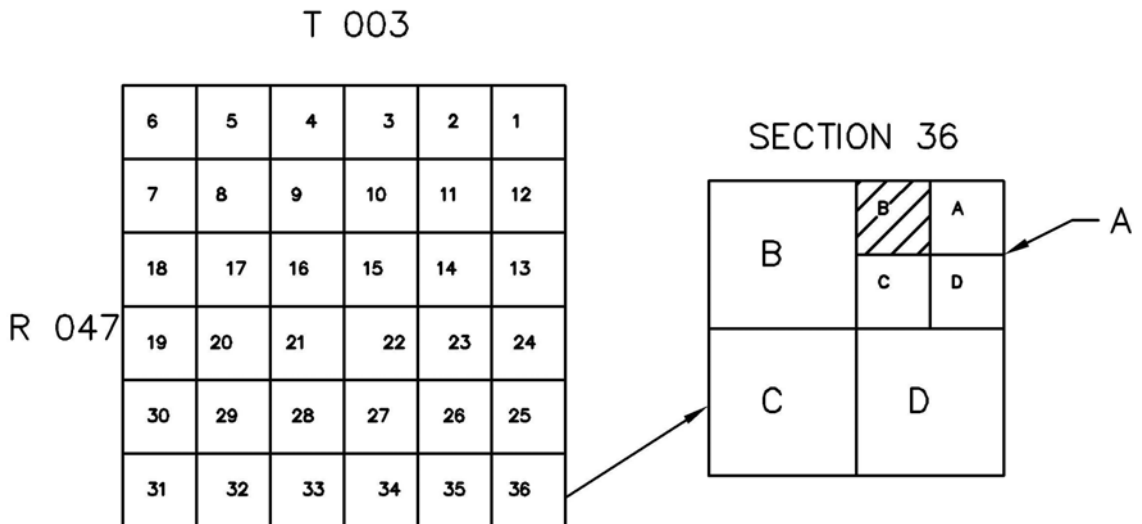 T 003
R 047
6 5 4 3 2 1
7 8 9 10 11 12
18 17 16 15 14 13
19 20 21 22 23 24
30 29 28 27 26 25
31 32 33 34 35 36
SECTION 36
B
B A
C D
A
C D